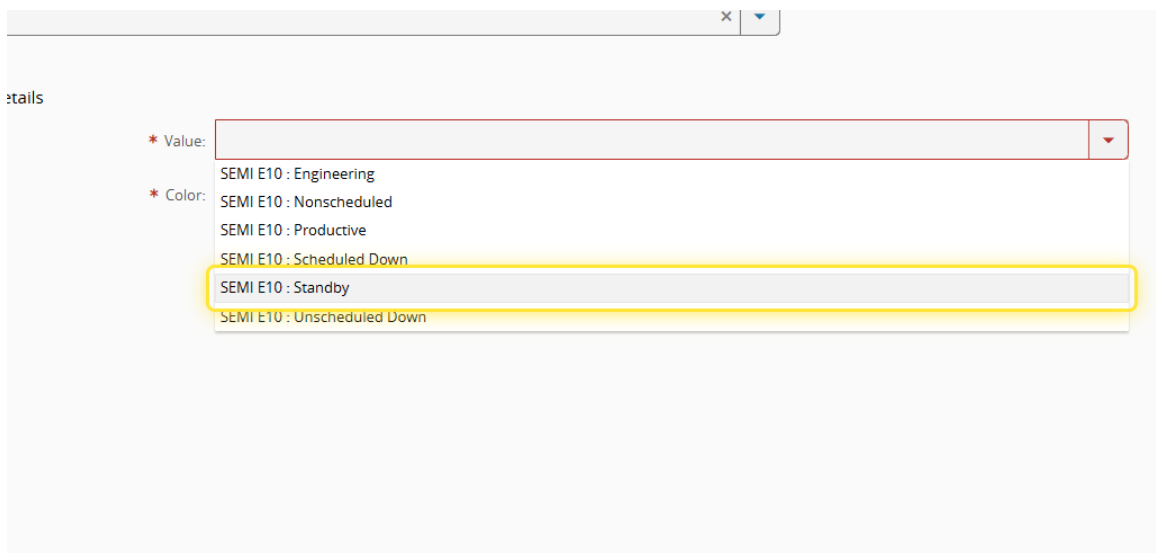 etails
* Value:
SEMI E10 : Engineering
* Color:
SEMI E10 : Nonscheduled
SEMI E10 : Productive
SEMI E10 : Scheduled Down
SEMI E10 : Standby
SEMI E10 : Unscheduled Down